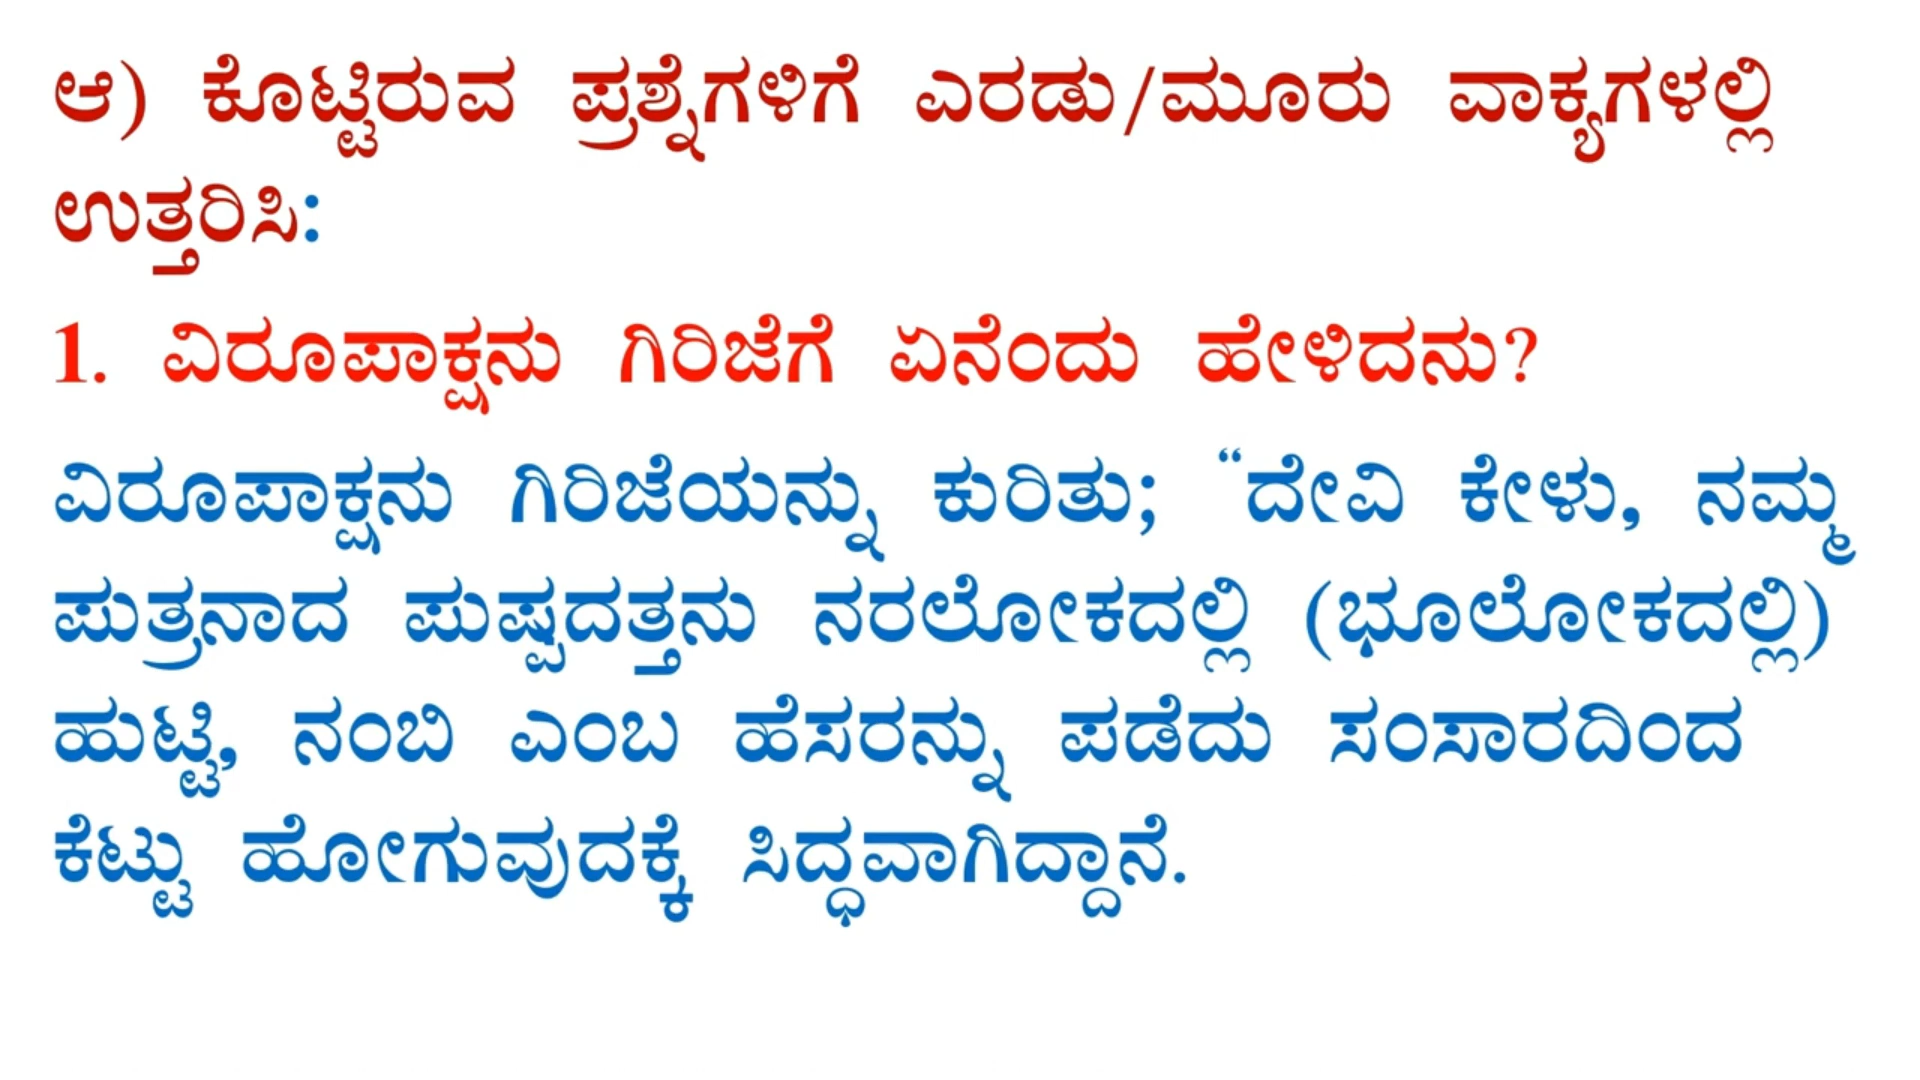 ಆ) ಕೊಟ್ಟಿರುವ ಪ್ರಶ್ನೆಗಳಿಗೆ ಎರಡು/ಮೂರು ವಾಕ್ಯಗಳಲ್ಲಿ
ಉತ್ತರಿಸಿ:
1. ವಿರೂಪಾಕ್ಷನು ಗಿರಿಜೆಗೆ ಏನೆಂದು ಹೇಳಿದನು?
ವಿರೂಪಾಕ್ಷನು ಗಿರಿಜೆಯನ್ನು ಕುರಿತು; “ದೇವಿ ಕೇಳು, ನಮ್ಮ
ಪುತ್ರನಾದ ಪುಷ್ಪದತ್ತನು ನರಲೋಕದಲ್ಲಿ (ಭೂಲೋಕದಲ್ಲಿ)
ಹುಟ್ಟಿ, ನಂಬಿ ಎಂಬ ಹೆಸರನ್ನು ಪಡೆದು ಸಂಸಾರದಿಂದ
ಕೆಟ್ಟು ಹೋಗುವುದಕ್ಕೆ ಸಿದ್ಧವಾಗಿದ್ದಾನೆ.